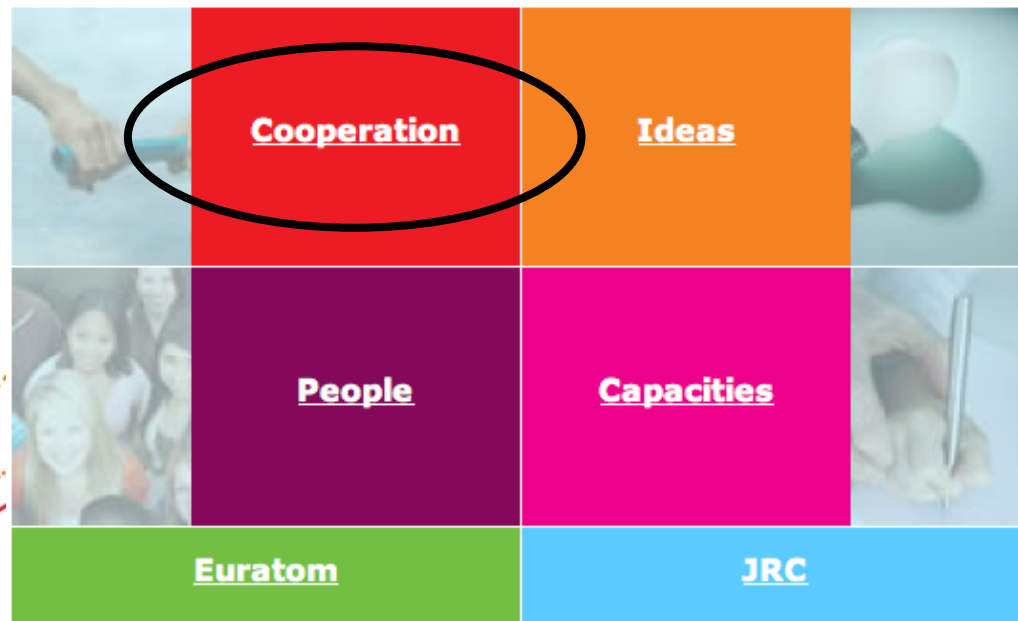 Cooperation
Ideas
People
Capacities
Euratom
JRC